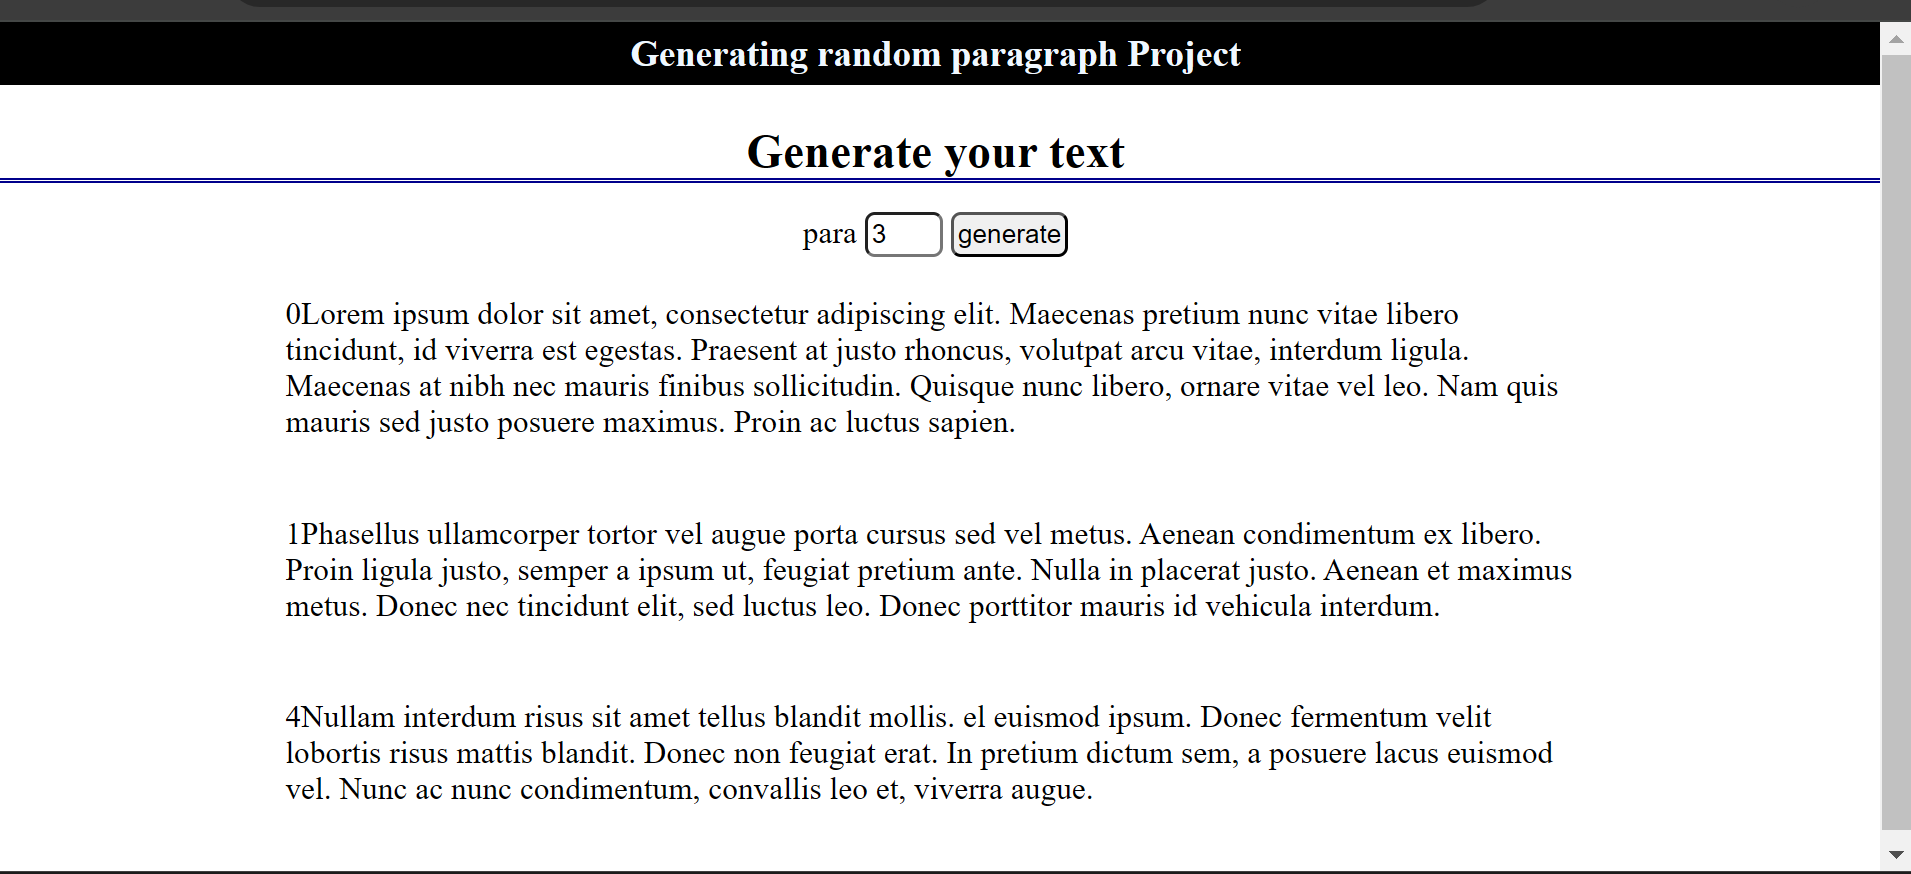 Generating random paragraph Project
Generate your text
para 3 generate
0Lorem ipsum dolor sit amet, consectetur adipiscing elit. Maecenas pretium nunc vitae libero
tincidunt, id viverra est egestas. Praesent at justo rhoncus, volutpat arcu vitae, interdum ligula.
Maecenas at nibh nec mauris finibus sollicitudin. Quisque nunc libero, ornare vitae vel leo. Nam quis
mauris sed justo posuere maximus. Proin ac luctus sapien.
1Phasellus ullamcorper tortor vel augue porta cursus sed vel metus. Aenean condimentum ex libero.
Proin ligula justo, semper a ipsum ut, feugiat pretium ante. Nulla in placerat justo. Aenean et maximus
metus. Donec nec tincidunt elit, sed luctus leo. Donec porttitor mauris id vehicula interdum.
4Nullam interdum risus sit amet tellus blandit mollis. el euismod ipsum. Donec fermentum velit
lobortis risus mattis blandit. Donec non feugiat erat. In pretium dictum sem, a posuere lacus euismod
vel. Nunc ac nunc condimentum, convallis leo et, viverra augue.